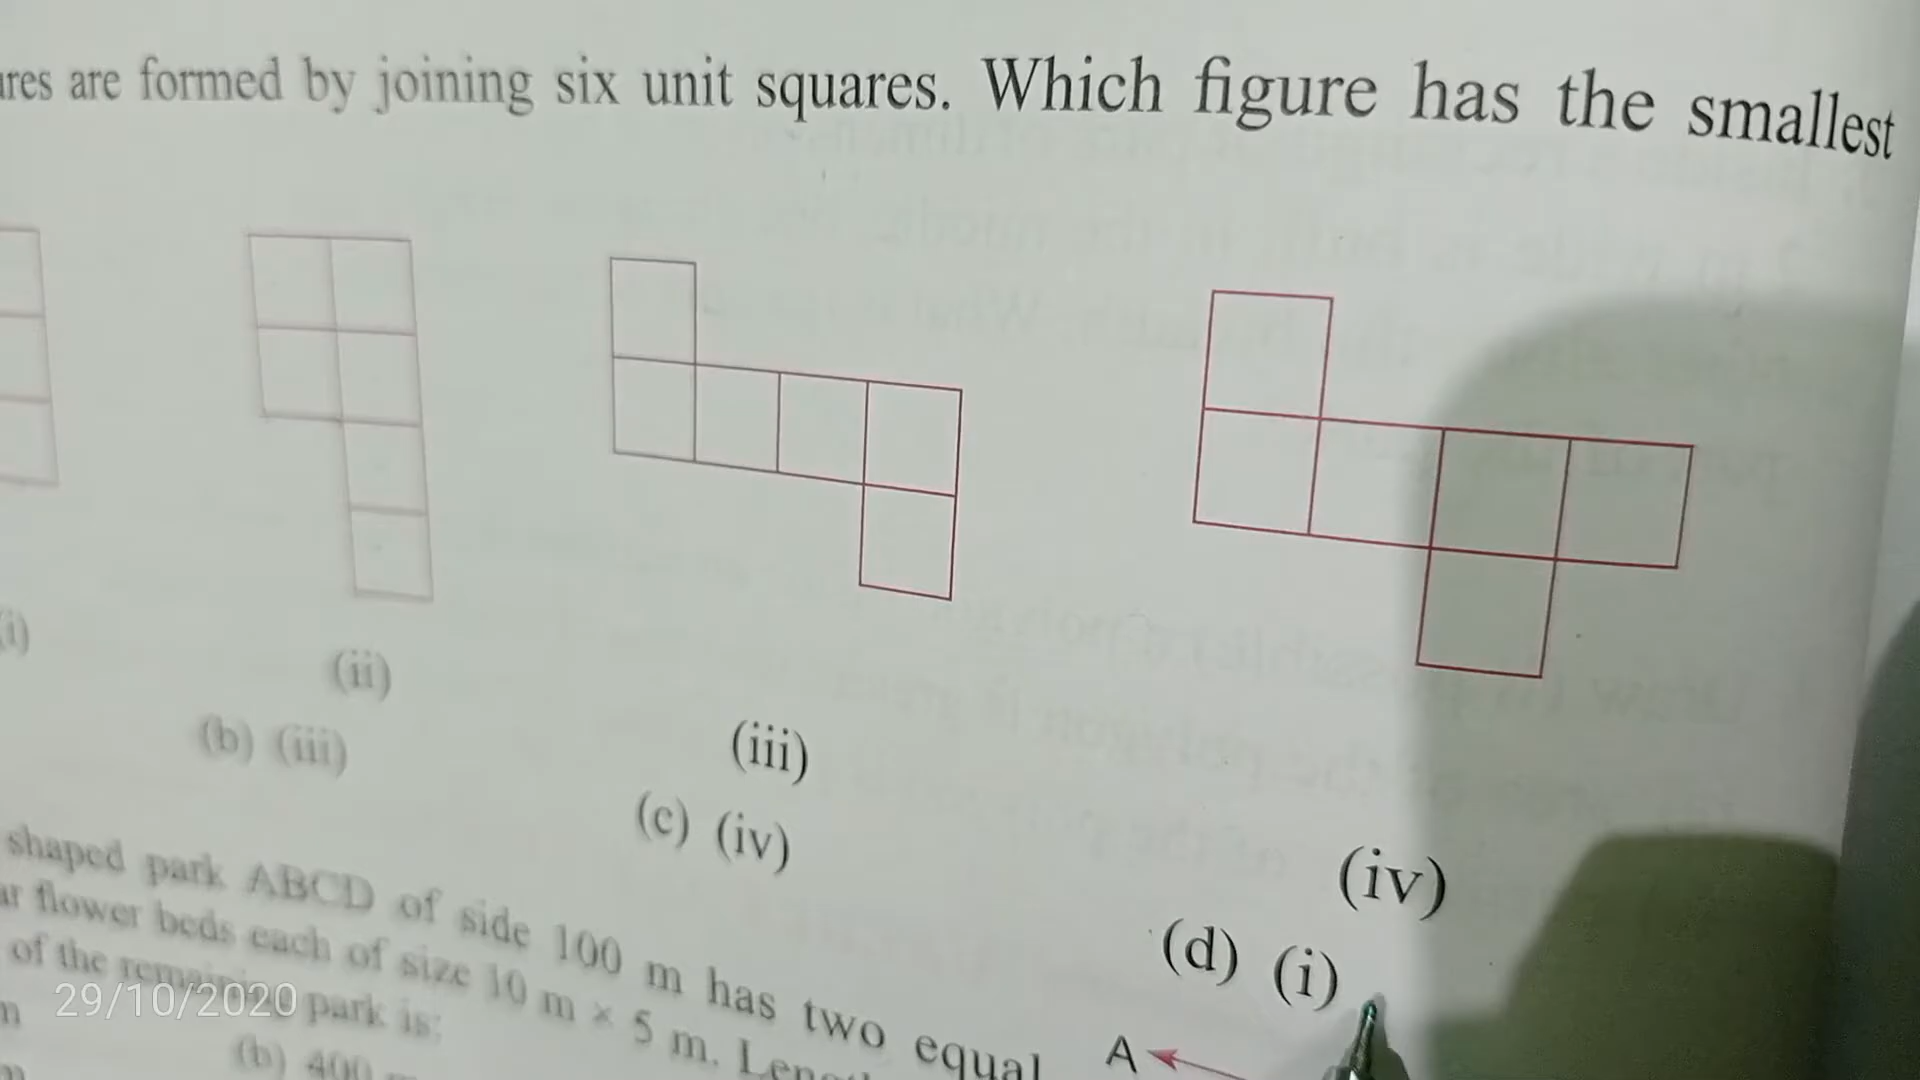 are formed by joining six unit squares. Which figure has the smallest
(i)
(ii)
(iii)
(iv)
(b) (iii)
(c) (iv)
(d) (i)
shaped park ABCD of side 100 m has two equal
flower beds each of size 10 m × 5 m.
of the remaining park is:
(b) 400
A
29/10/2020